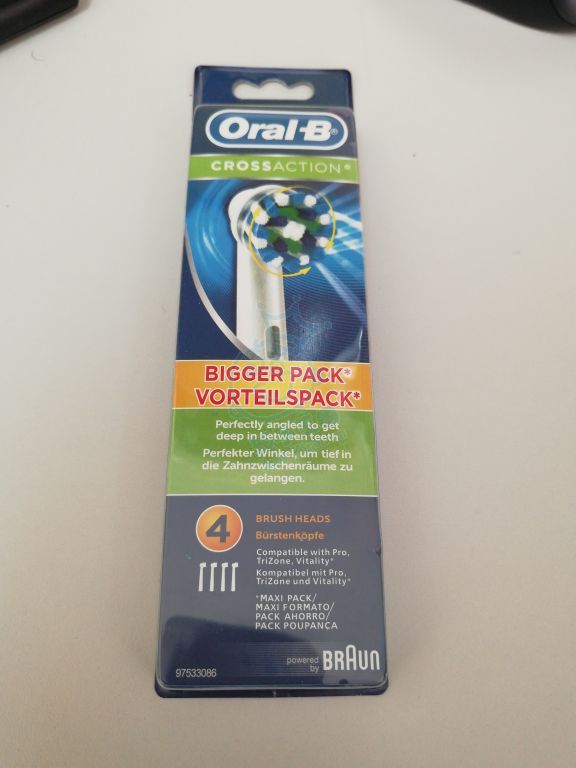 Oral-B®
CROSSACTION®
BIGGER PACK*
VORTEILSPACK*
Perfectly angled to get
deep in between teeth
Perfekter Winkel, um tief in
die Zahnzwischenräume zu
gelangen.
4
BRUSH HEADS
Bürstenköpfe
Compatible with Pro,
TriZone, Vitality*
Kompatibel mit Pro,
TriZone und Vitality*
*MAXI PACK/
MAXI FORMATO/
PACK AHORRO/
PACK POUPANÇA
97533086
powered
by
BRAUN